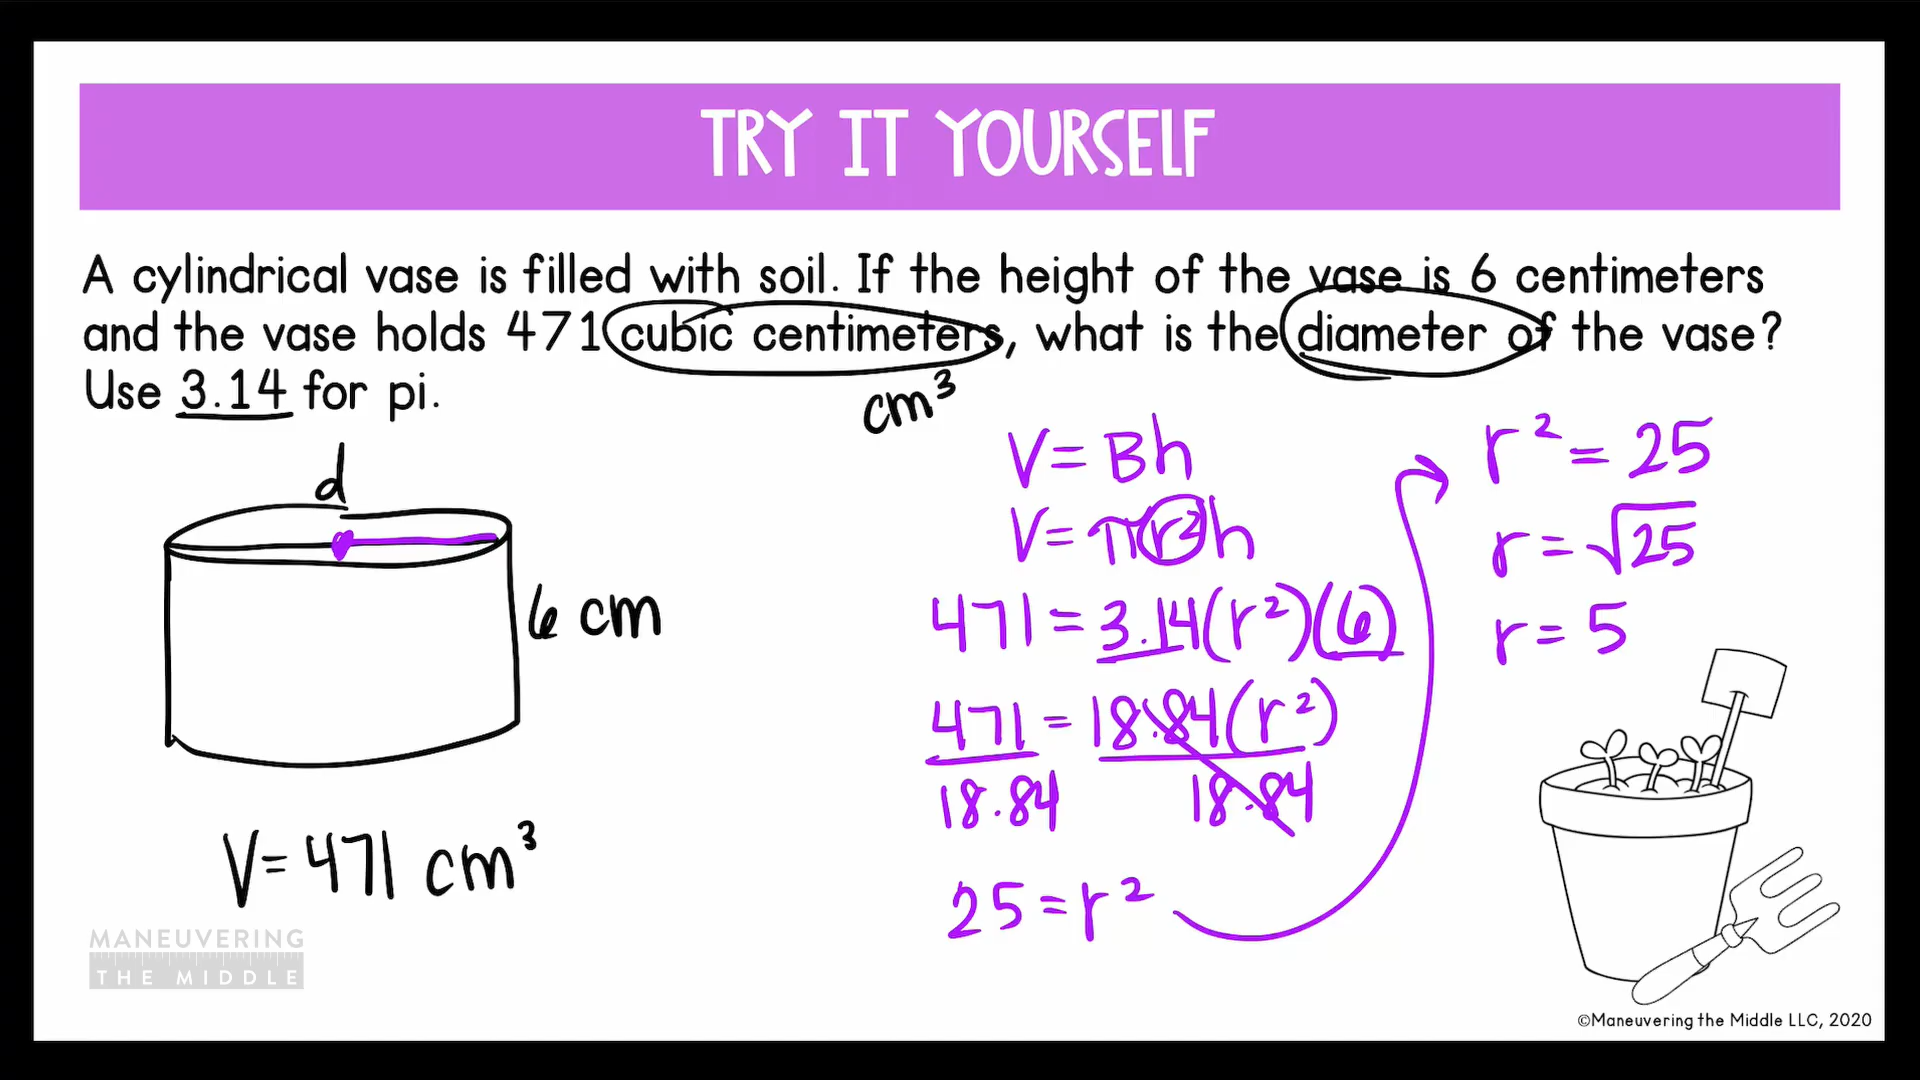 TRY IT YOURSELF
A cylindrical vase is filled with soil. If the height of the vase is 6 centimeters
and the vase holds 471 cubic centimeters, what is the diameter of the vase?
Use 3.14 for pi.
cm³
d
6 cm
V= 471 cm³
V= Bh
V= πr²h
471 = 3.14(r²)(6)
471 = 18.84(r²)
18.84 18.84
25 = r²
r² = 25
r = √25
r = 5
MANEUVERING
THE MIDDLE
©Maneuvering the Middle LLC, 2020